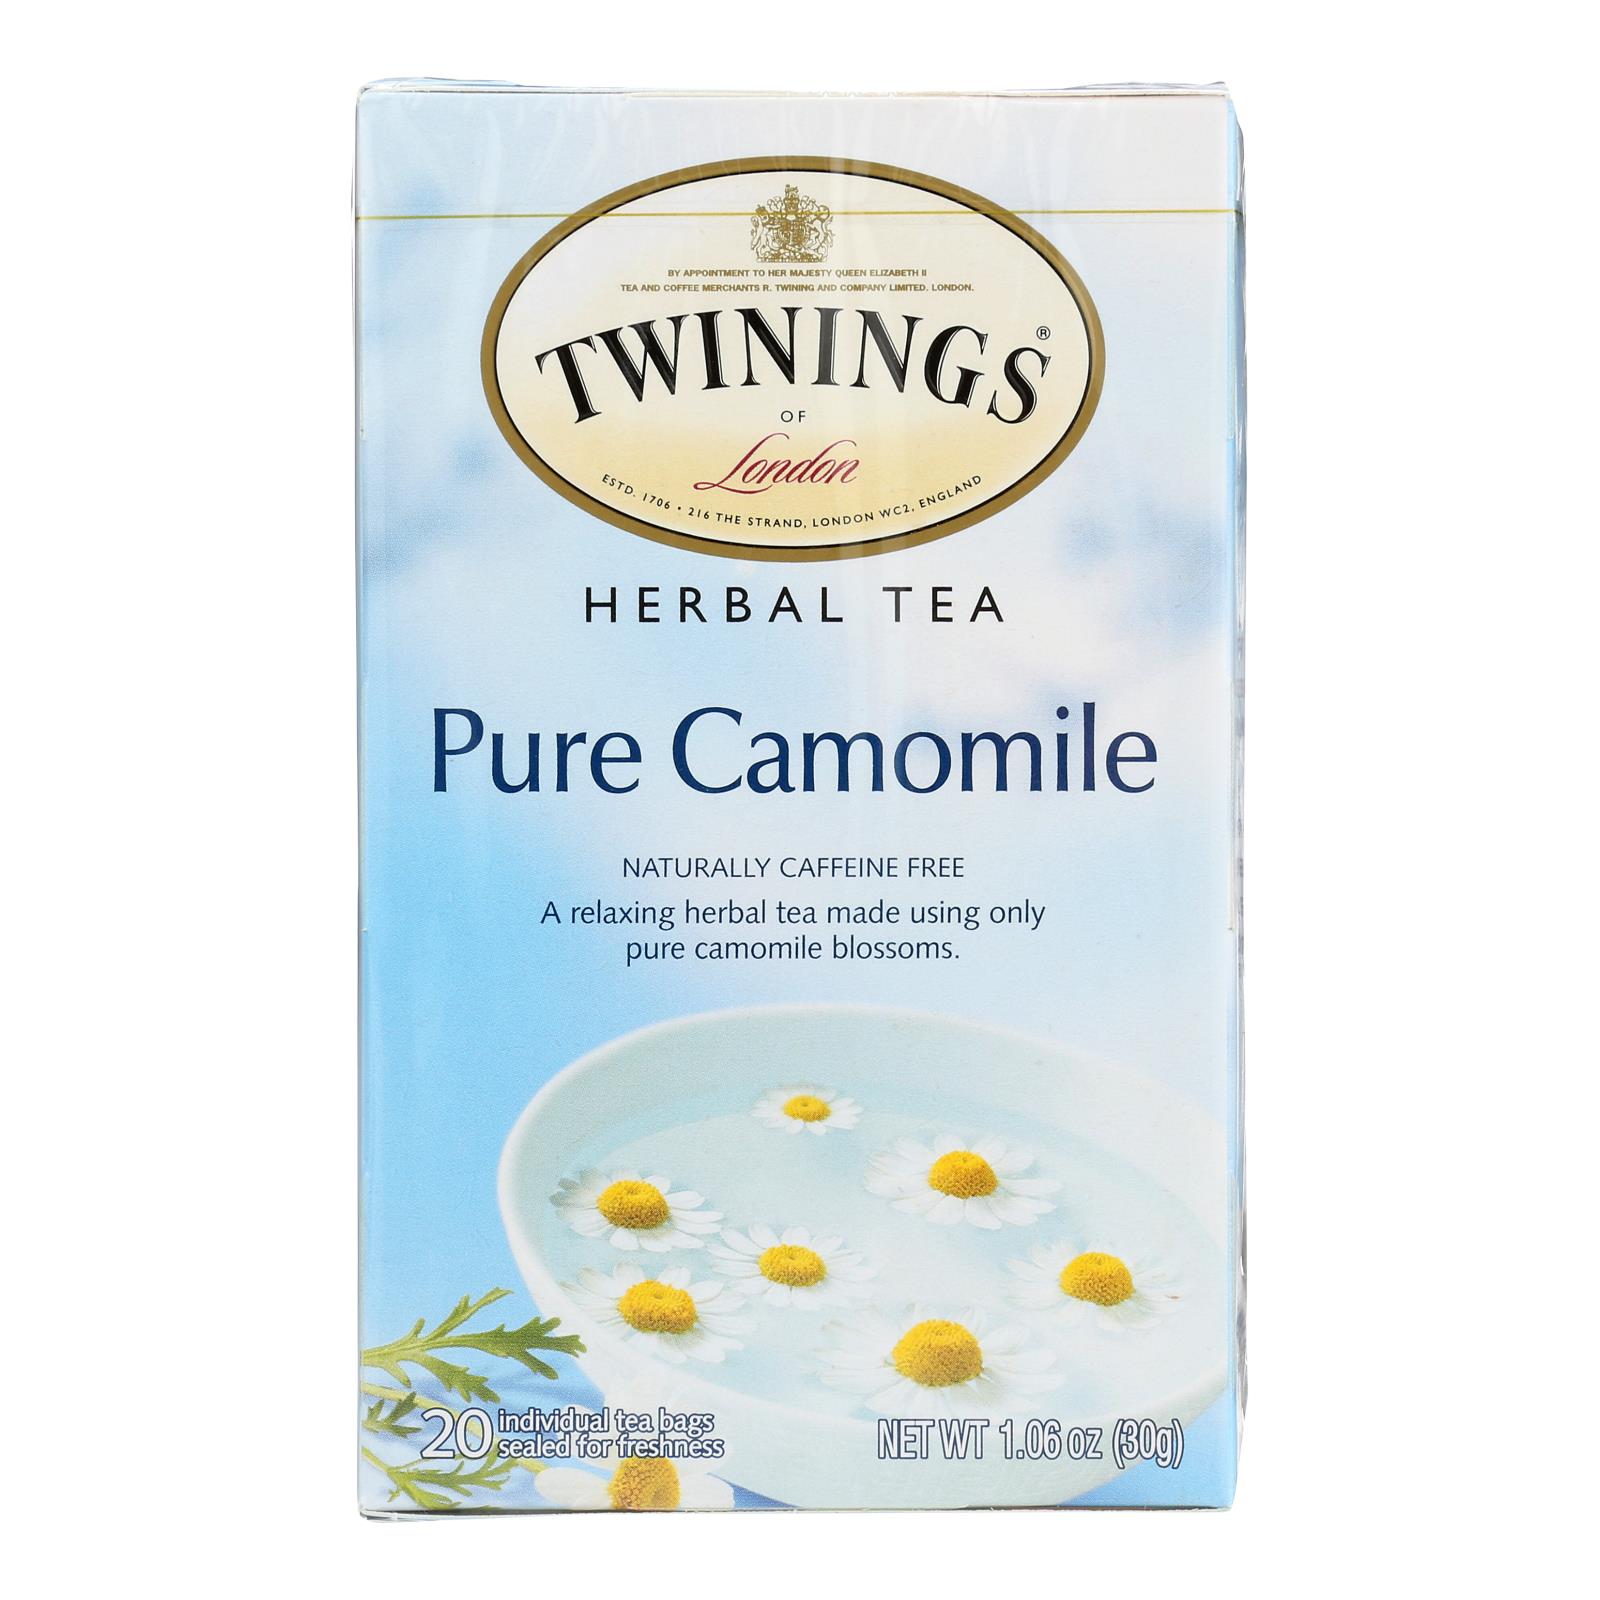 BY APPOINTMENT TO HER MAJESTY QUEEN ELIZABETH II
TEA AND COFFEE MERCHANTS R. TWINING AND COMPANY LIMITED. LONDON.
TWININGS®
OF
London
ESTD. 1706 • 216 THE STRAND, LONDON WC2, ENGLAND
HERBAL TEA
Pure Camomile
NATURALLY CAFFEINE FREE
A relaxing herbal tea made using only
pure camomile blossoms.
20 individual tea bags
sealed for freshness
NET WT 1.06 oz (30g)